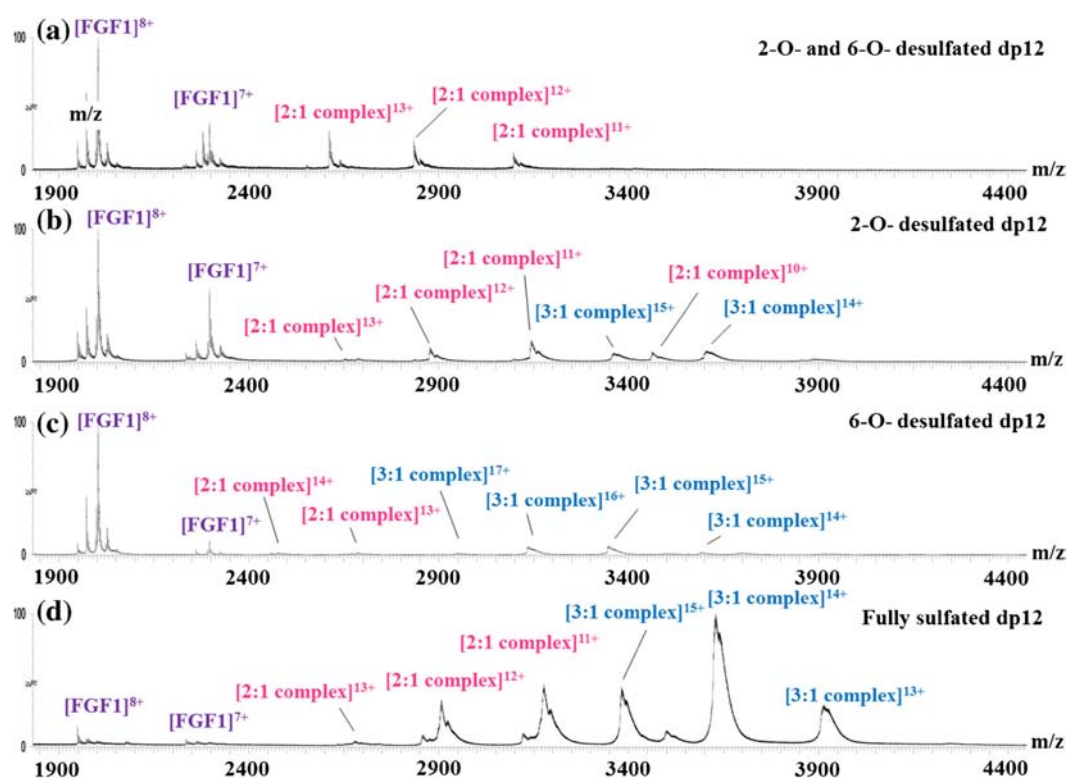 (a)
[FGF1]8+
2-O- and 6-O- desulfated dp12
100
0
m/z
[FGF1]7+
[2:1 complex]13+
[2:1 complex]12+
[2:1 complex]11+
m/z
1900 2400 2900 3400 3900 4400
(b)
[FGF1]8+
2-O- desulfated dp12
100
0
[FGF1]7+
[2:1 complex]13+
[2:1 complex]12+
[2:1 complex]11+
[3:1 complex]15+
[2:1 complex]10+
[3:1 complex]14+
m/z
1900 2400 2900 3400 3900 4400
(c)
[FGF1]8+
6-O- desulfated dp12
100
0
[FGF1]7+
[2:1 complex]14+
[2:1 complex]13+
[3:1 complex]17+
[3:1 complex]16+
[3:1 complex]15+
[3:1 complex]14+
m/z
1900 2400 2900 3400 3900 4400
(d)
Fully sulfated dp12
100
0
[FGF1]8+
[FGF1]7+
[2:1 complex]13+
[2:1 complex]12+
[2:1 complex]11+
[3:1 complex]15+
[3:1 complex]14+
[3:1 complex]13+
m/z
1900 2400 2900 3400 3900 4400